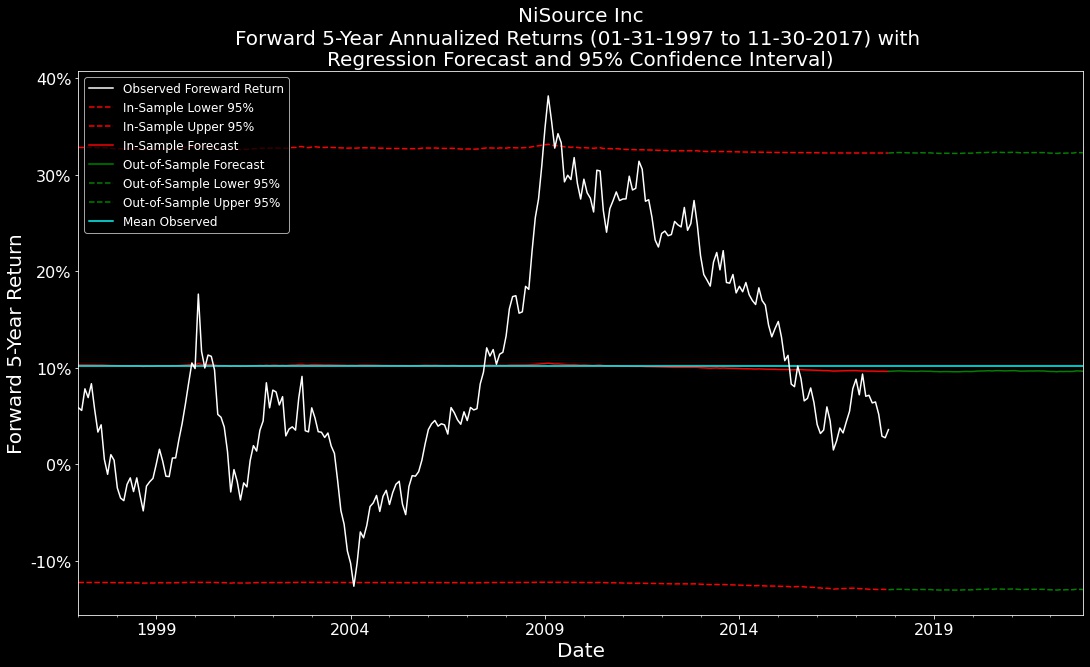 NiSource Inc
Forward 5-Year Annualized Returns (01-31-1997 to 11-30-2017) with
Regression Forecast and 95% Confidence Interval)
40%
30%
20%
10%
0%
-10%
Forward 5-Year Return
Observed Foreward Return
In-Sample Lower 95%
In-Sample Upper 95%
In-Sample Forecast
Out-of-Sample Forecast
Out-of-Sample Lower 95%
Out-of-Sample Upper 95%
Mean Observed
1999
2004
2009
2014
2019
Date